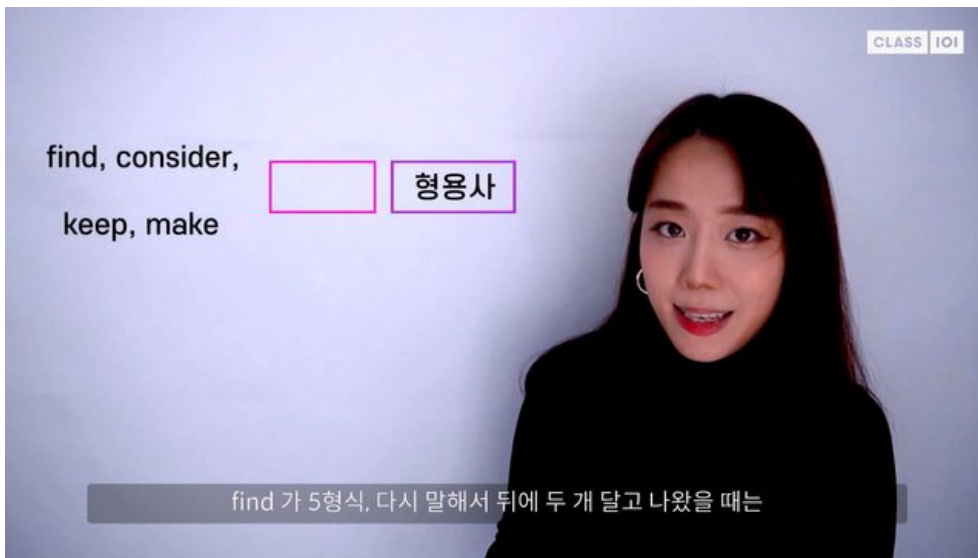 CLASS 101
find, consider,
형용사
keep, make
find 가 5형식, 다시 말해서 뒤에 두 개 달고 나왔을 때는